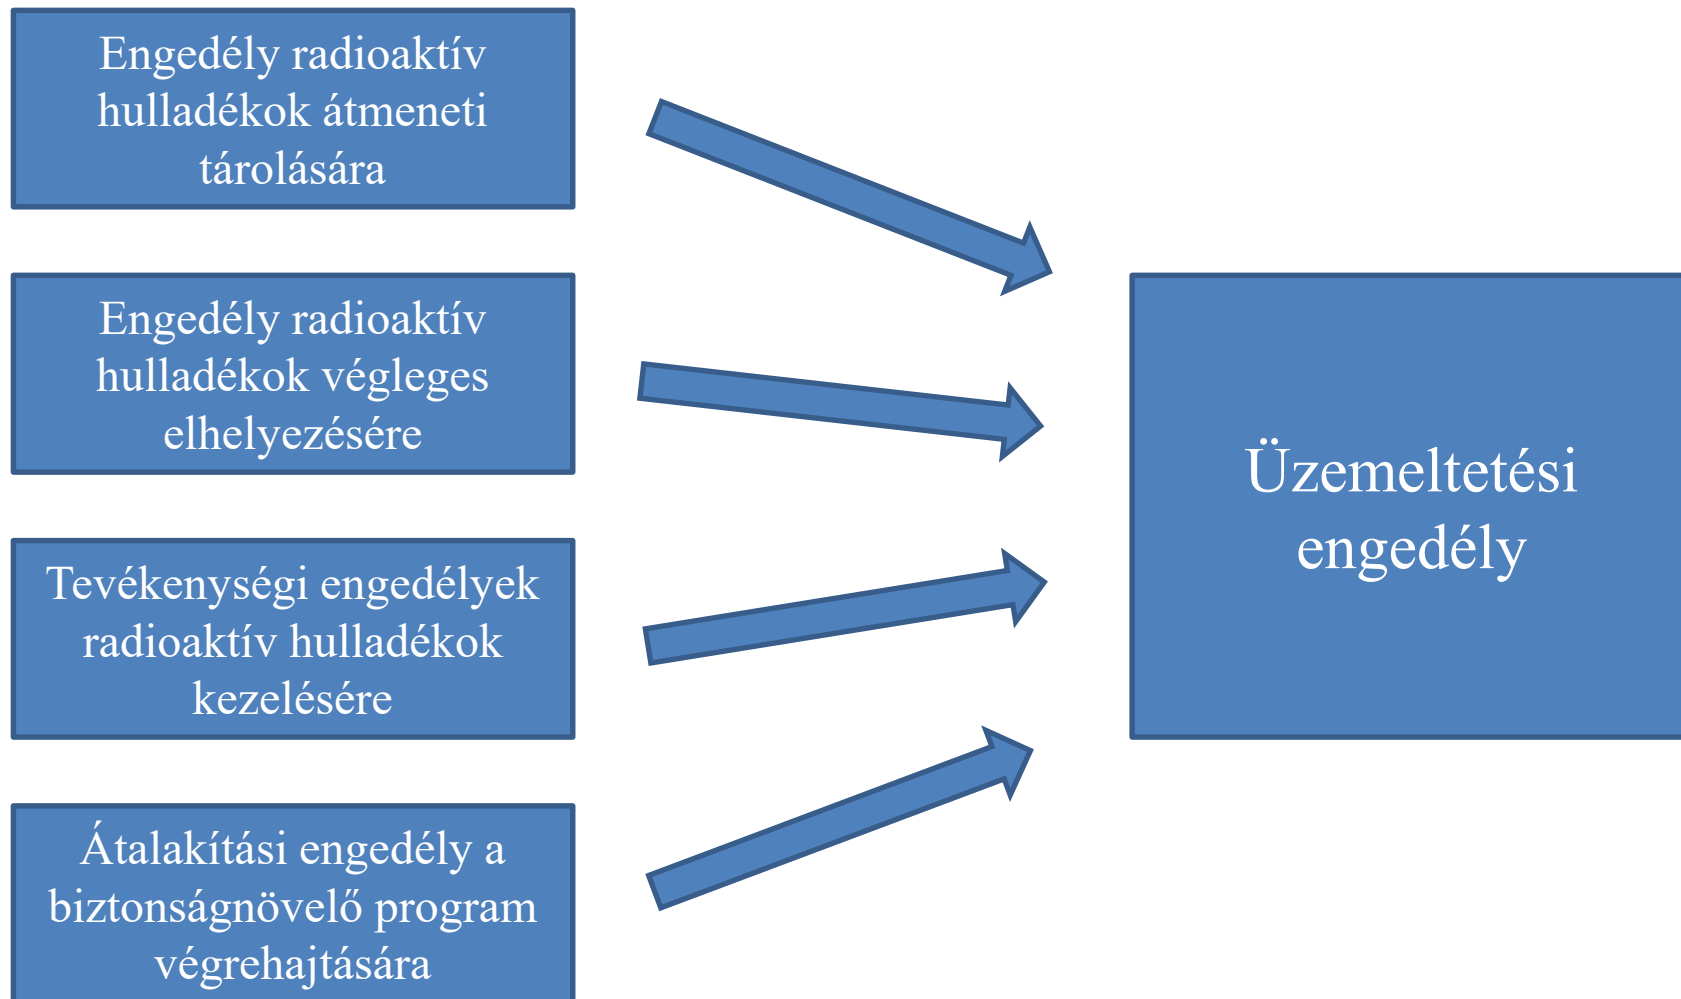 Engedély radioaktív
hulladékok átmeneti
tárolására
Engedély radioaktív
hulladékok végleges
elhelyezésére
Tevékenységi engedélyek
radioaktív hulladékok
kezelésére
Átalakítási engedély a
biztonságnövelő program
végrehajtására
Üzemeltetési
engedély